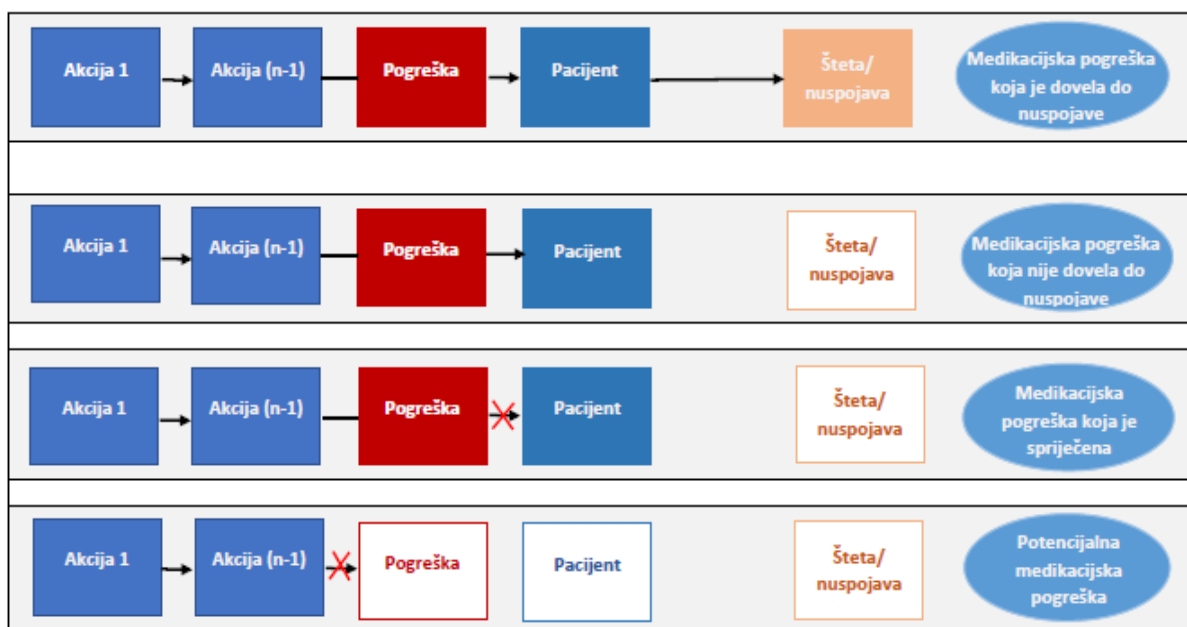 Akcija 1
Akcija (n-1)
Pogreška
Pacijent
Šteta/
nuspojava
Medikacijska pogreška
koja je dovela do
nuspojave
Akcija 1
Akcija (n-1)
Pogreška
Pacijent
Šteta/
nuspojava
Medikacijska pogreška
koja nije dovela do
nuspojave
Akcija 1
Akcija (n-1)
Pogreška
Pacijent
Šteta/
nuspojava
Medikacijska
pogreška koja je
spriječena
Akcija 1
Akcija (n-1)
Pogreška
Pacijent
Šteta/
nuspojava
Potencijalna
medikacijska
pogreška